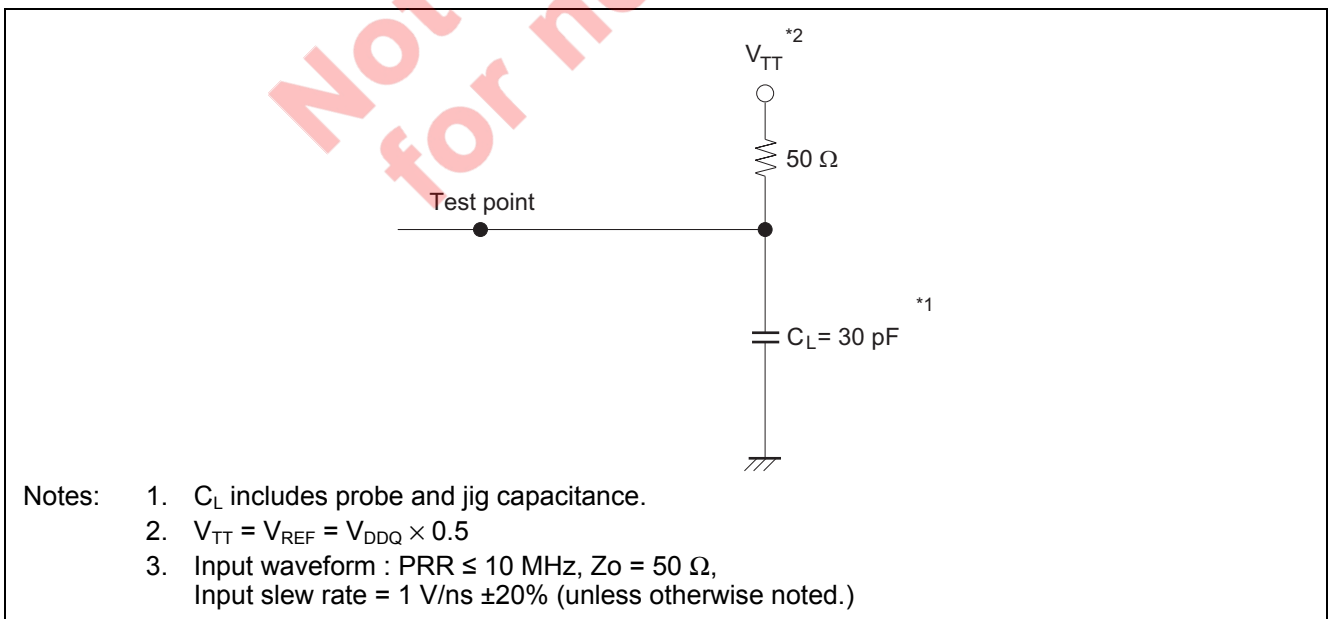 Not
for n
V_TT *2
50 Ω
Test point
*1
C_L= 30 pF
Notes: 1. C_L includes probe and jig capacitance.
2. V_TT = V_REF = V_DDQ × 0.5
3. Input waveform : PRR ≤ 10 MHz, Zo = 50 Ω,
Input slew rate = 1 V/ns ±20% (unless otherwise noted.)